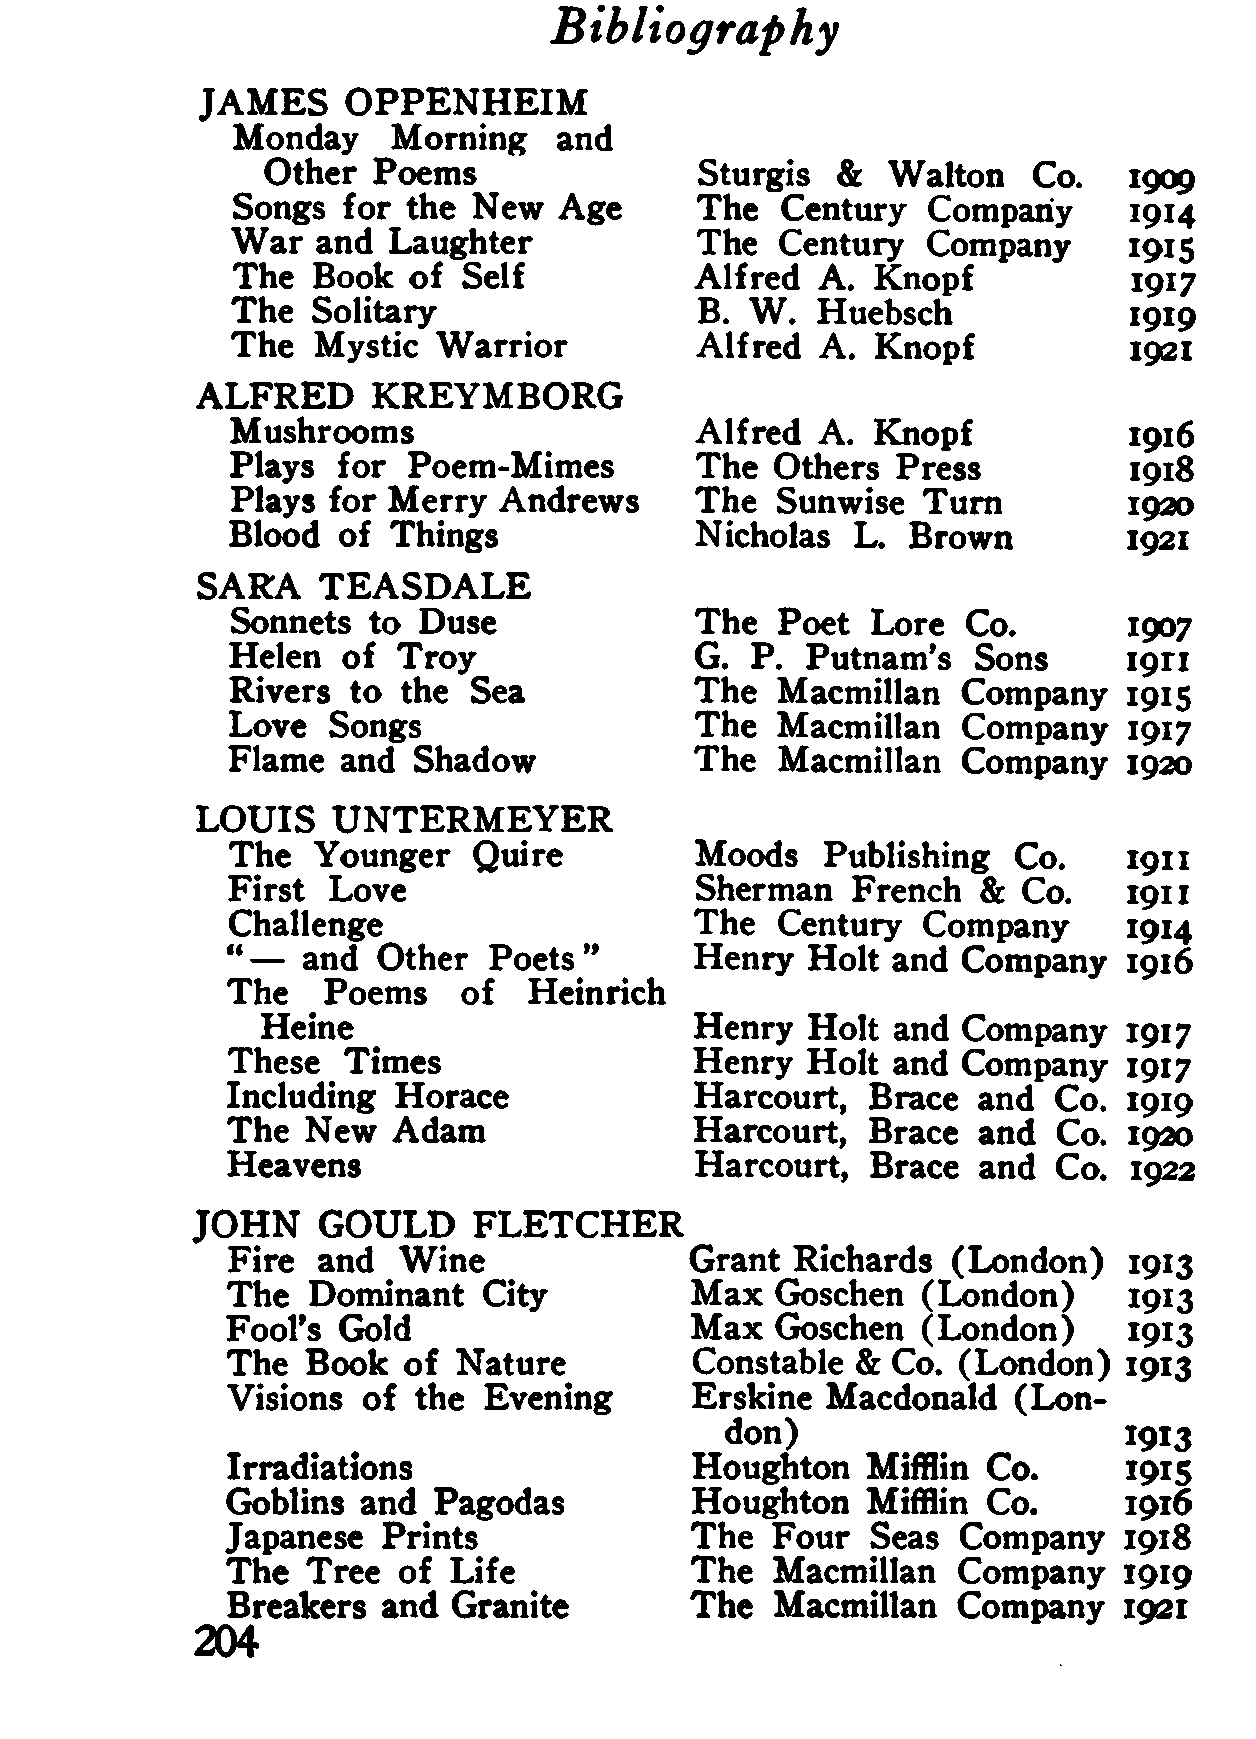 Bibliography
JAMES OPPENHEIM
Monday Morning and
Other Poems Sturgis & Walton Co. 1909
Songs for the New Age The Century Company 1914
War and Laughter The Century Company 1915
The Book of Self Alfred A. Knopf 1917
The Solitary B. W. Huebsch 1919
The Mystic Warrior Alfred A. Knopf 1921
ALFRED KREYMBORG
Mushrooms Alfred A. Knopf 1916
Plays for Poem-Mimes The Others Press 1918
Plays for Merry Andrews The Sunwise Turn 1920
Blood of Things Nicholas L. Brown 1921
SARA TEASDALE
Sonnets to Duse The Poet Lore Co. 1907
Helen of Troy G. P. Putnam's Sons 1911
Rivers to the Sea The Macmillan Company 1915
Love Songs The Macmillan Company 1917
Flame and Shadow The Macmillan Company 1920
LOUIS UNTERMEYER
The Younger Quire Moods Publishing Co. 1911
First Love Sherman French & Co. 1911
Challenge The Century Company 1914
"— and Other Poets" Henry Holt and Company 1916
The Poems of Heinrich
Heine Henry Holt and Company 1917
These Times Henry Holt and Company 1917
Including Horace Harcourt, Brace and Co. 1919
The New Adam Harcourt, Brace and Co. 1920
Heavens Harcourt, Brace and Co. 1922
JOHN GOULD FLETCHER
Fire and Wine Grant Richards (London) 1913
The Dominant City Max Goschen (London) 1913
Fool's Gold Max Goschen (London) 1913
The Book of Nature Constable & Co. (London) 1913
Visions of the Evening Erskine Macdonald (Lon-
don) 1913
Irradiations Houghton Mifflin Co. 1915
Goblins and Pagodas Houghton Mifflin Co. 1916
Japanese Prints The Four Seas Company 1918
The Tree of Life The Macmillan Company 1919
Breakers and Granite The Macmillan Company 1921
204